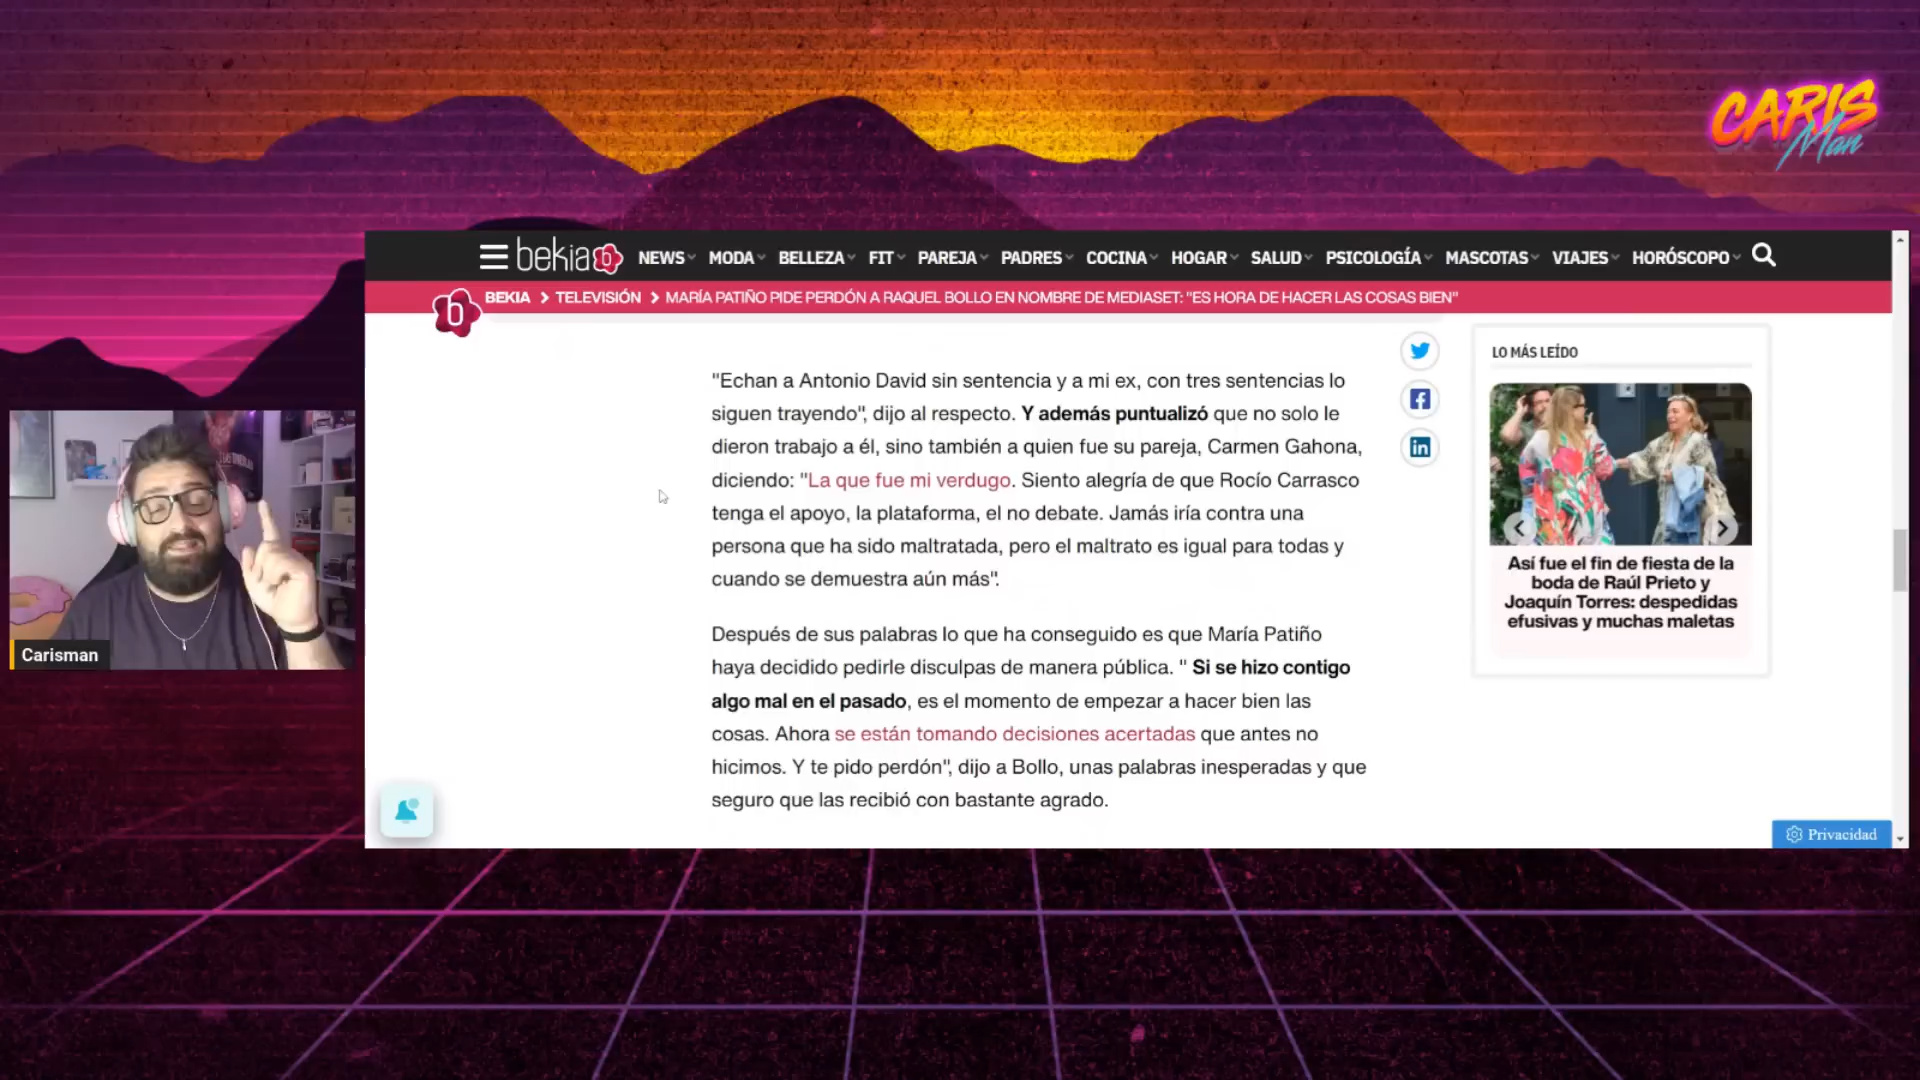 CARIS
Man
bekia b
NEWS MODA BELLEZA FIT PAREJA PADRES COCINA HOGAR SALUD PSICOLOGÍA MASCOTAS VIAJES HORÓSCOPO
b
BEKIA > TELEVISIÓN > MARÍA PATIÑO PIDE PERDÓN A RAQUEL BOLLO EN NOMBRE DE MEDIASET: "ES HORA DE HACER LAS COSAS BIEN"
"Echan a Antonio David sin sentencia y a mi ex, con tres sentencias lo
siguen trayendo", dijo al respecto. Y además puntualizó que no solo le
dieron trabajo a él, sino también a quien fue su pareja, Carmen Gahona,
diciendo: "La que fue mi verdugo. Siento alegría de que Rocío Carrasco
tenga el apoyo, la plataforma, el no debate. Jamás iría contra una
persona que ha sido maltratada, pero el maltrato es igual para todas y
cuando se demuestra aún más".
Después de sus palabras lo que ha conseguido es que María Patiño
haya decidido pedirle disculpas de manera pública. " Si se hizo contigo
algo mal en el pasado, es el momento de empezar a hacer bien las
cosas. Ahora se están tomando decisiones acertadas que antes no
hicimos. Y te pido perdón", dijo a Bollo, unas palabras inesperadas y que
seguro que las recibió con bastante agrado.
LO MÁS LEÍDO
Así fue el fin de fiesta de la
boda de Raúl Prieto y
Joaquín Torres: despedidas
efusivas y muchas maletas
Carisman
Privacidad